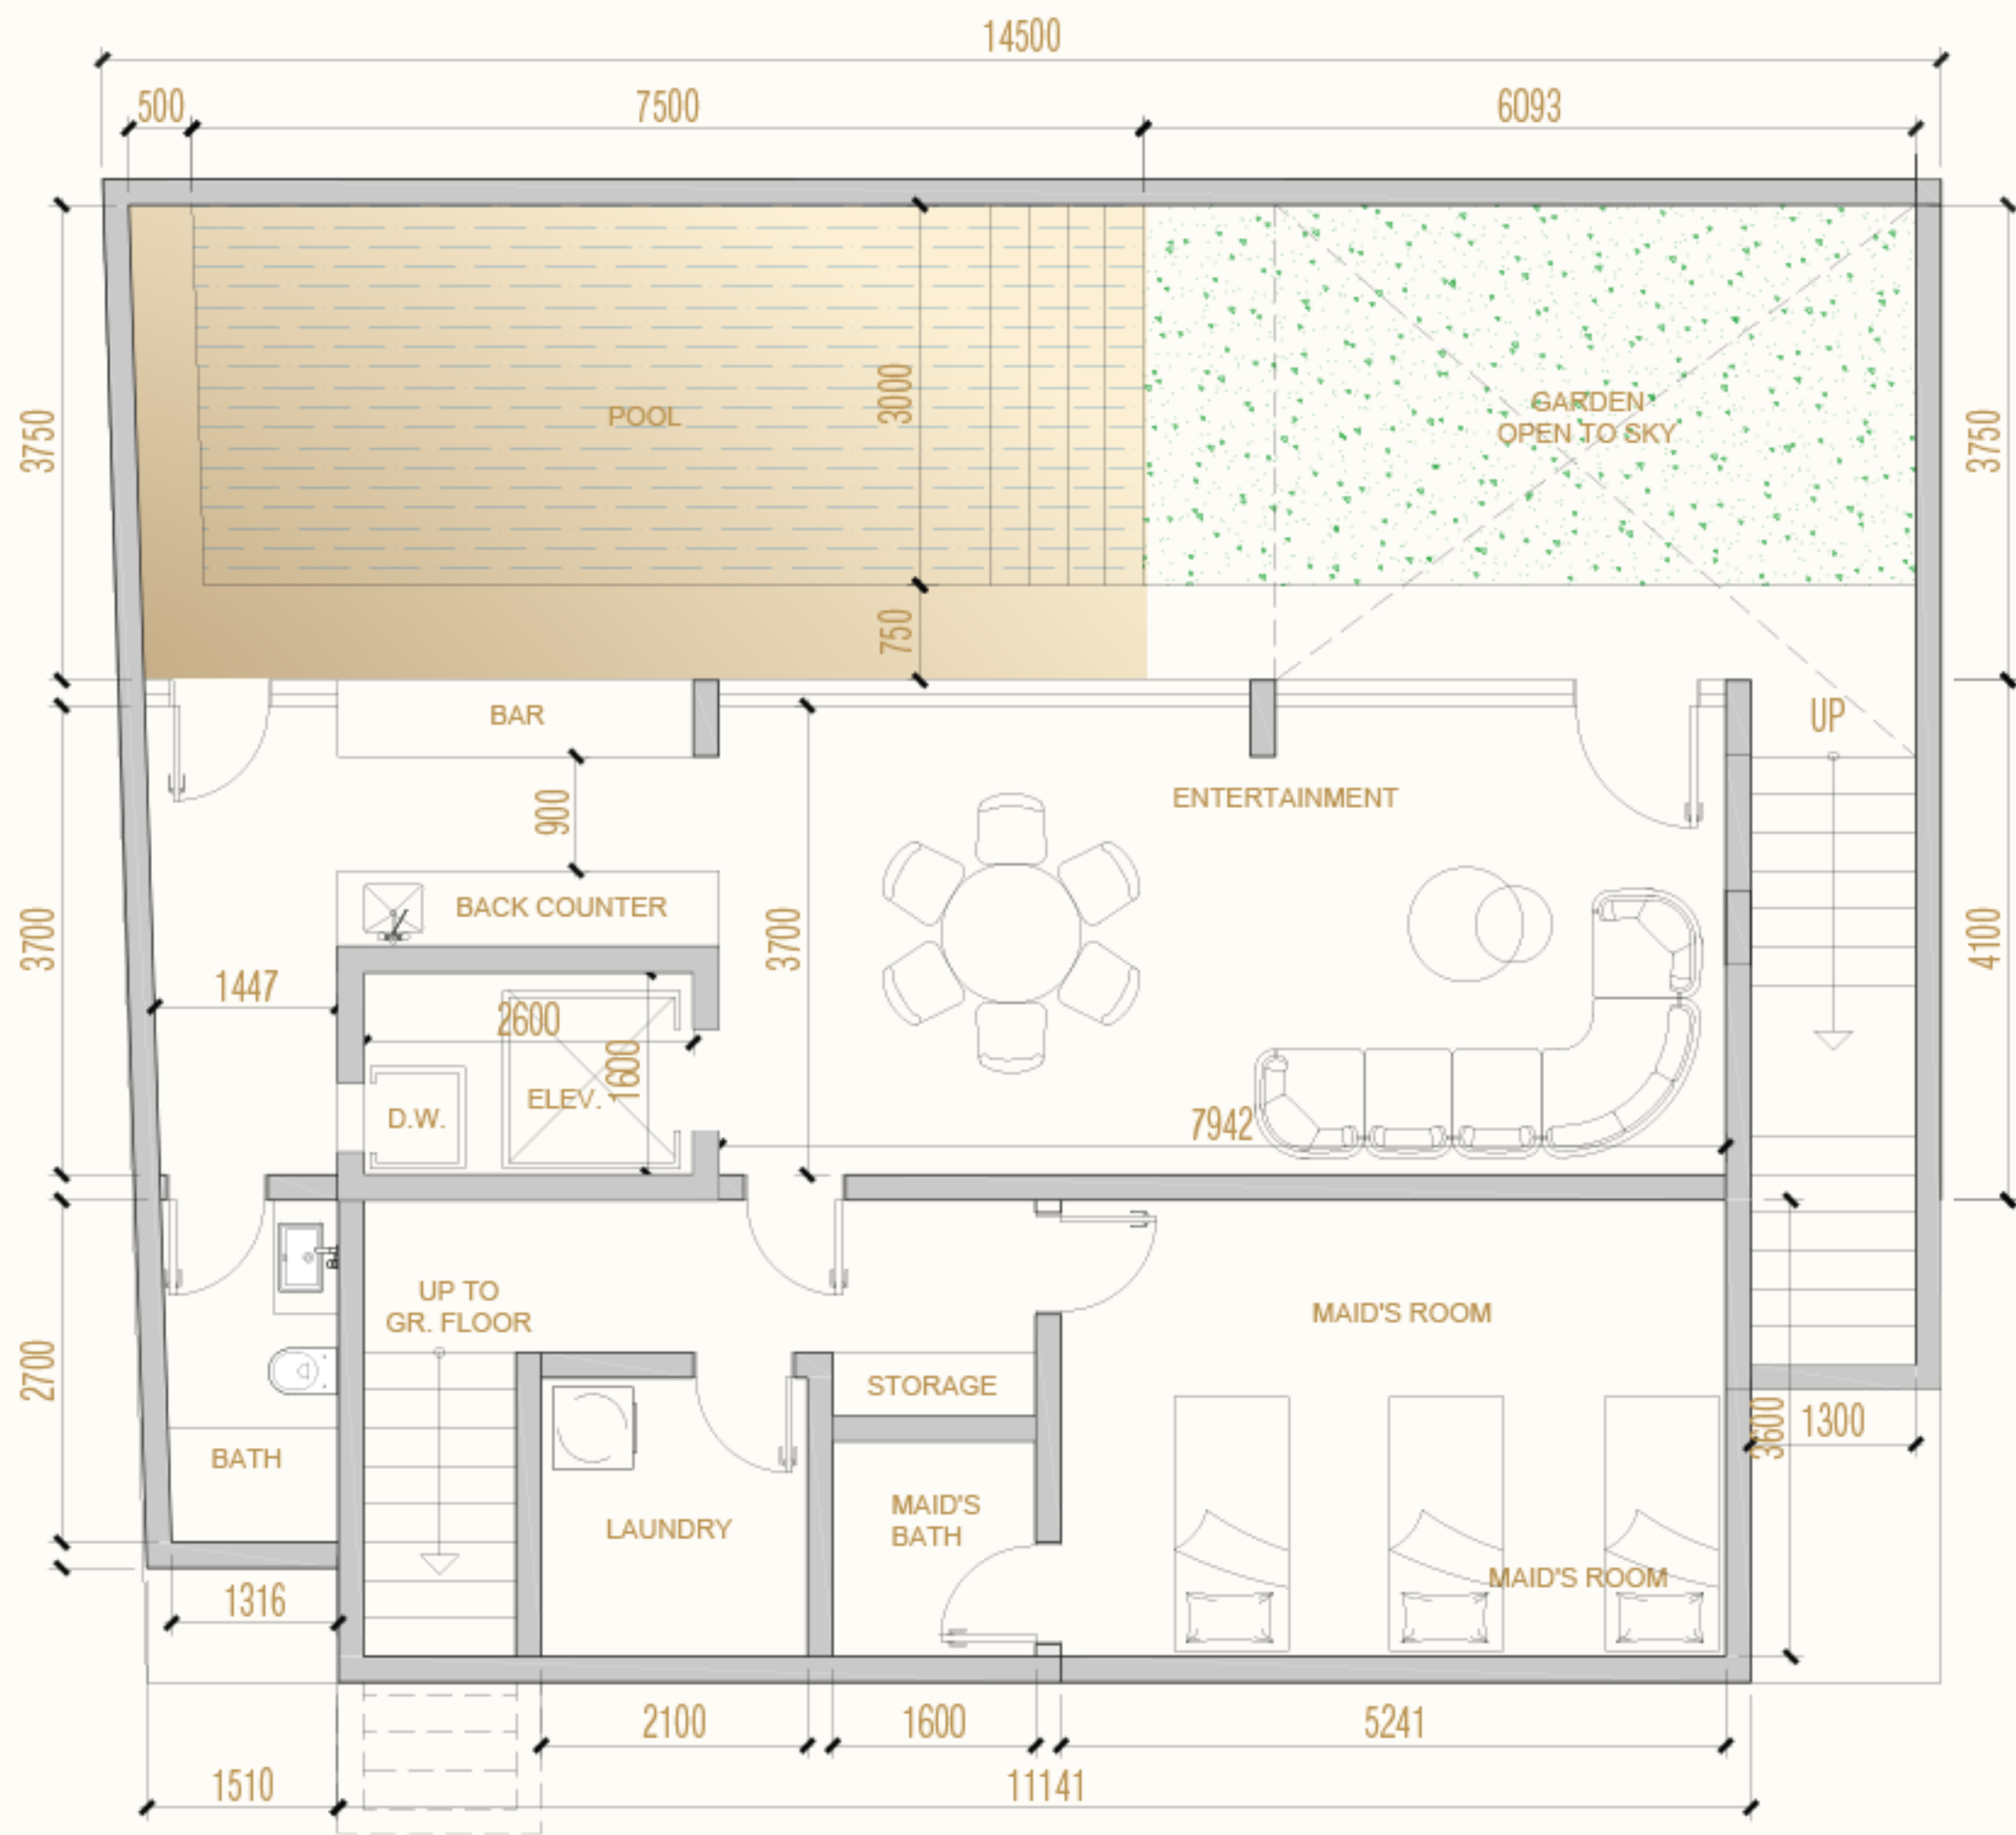 14500
500
7500
6093
3750
3000
POOL
GARDEN
OPEN TO SKY
3750
750
BAR
UP
900
ENTERTAINMENT
BACK COUNTER
3700
3700
4100
1447
2600
1600
ELEV.
D.W.
7942
UP TO
GR. FLOOR
MAID'S ROOM
2700
STORAGE
3600
1300
BATH
MAID'S
BATH
LAUNDRY
MAID'S ROOM
1316
2100
1600
5241
1510
11141